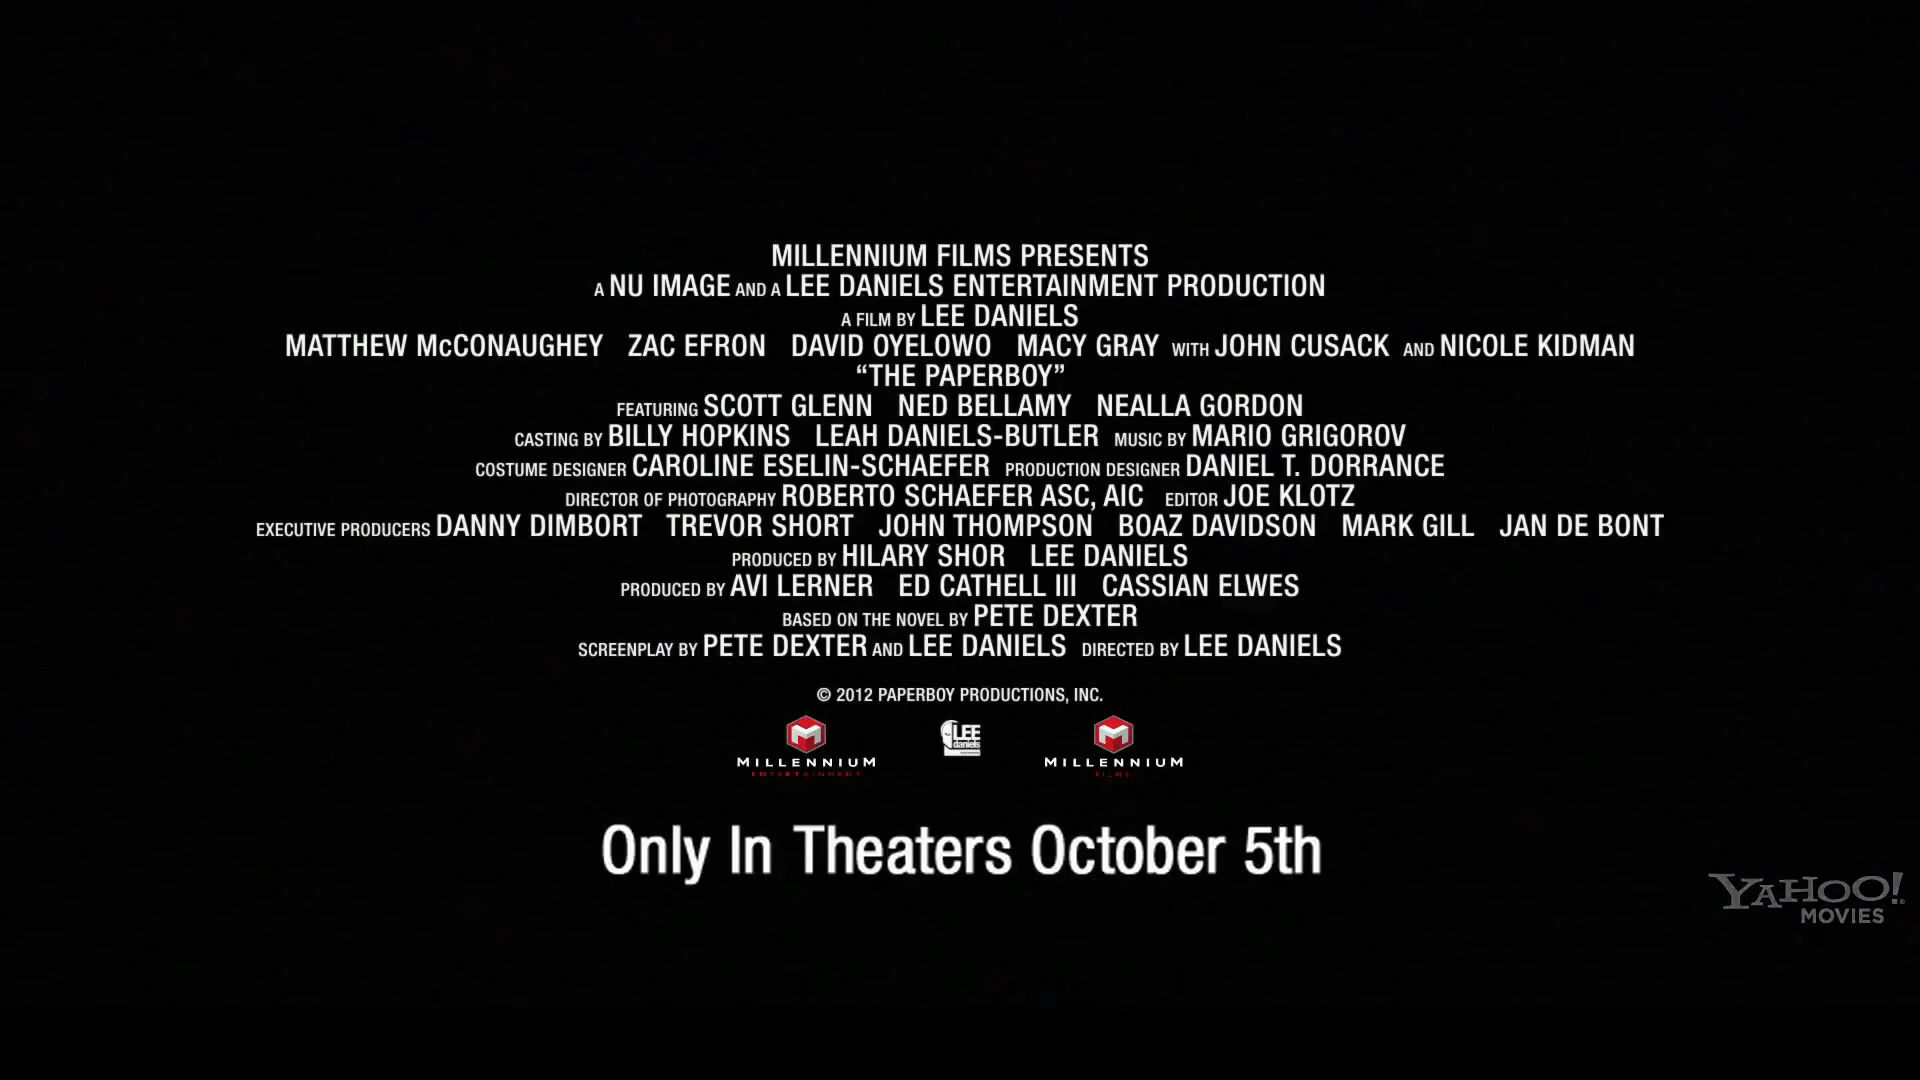 MILLENNIUM FILMS PRESENTS
A NU IMAGE AND A LEE DANIELS ENTERTAINMENT PRODUCTION
A FILM BY LEE DANIELS
MATTHEW McCONAUGHEY ZAC EFRON DAVID OYELOWO MACY GRAY WITH JOHN CUSACK AND NICOLE KIDMAN
“THE PAPERBOY”
FEATURING SCOTT GLENN NED BELLAMY NEALLA GORDON
CASTING BY BILLY HOPKINS LEAH DANIELS-BUTLER MUSIC BY MARIO GRIGOROV
COSTUME DESIGNER CAROLINE ESELIN-SCHAEFER PRODUCTION DESIGNER DANIEL T. DORRANCE
DIRECTOR OF PHOTOGRAPHY ROBERTO SCHAEFER ASC, AIC EDITOR JOE KLOTZ
EXECUTIVE PRODUCERS DANNY DIMBORT TREVOR SHORT JOHN THOMPSON BOAZ DAVIDSON MARK GILL JAN DE BONT
PRODUCED BY HILARY SHOR LEE DANIELS
PRODUCED BY AVI LERNER ED CATHELL III CASSIAN ELWES
BASED ON THE NOVEL BY PETE DEXTER
SCREENPLAY BY PETE DEXTER AND LEE DANIELS DIRECTED BY LEE DANIELS
© 2012 PAPERBOY PRODUCTIONS, INC.
MILLENNIUM ENTERTAINMENT
LEE daniels
MILLENNIUM FILMS
Only In Theaters October 5th
YAHOO!
MOVIES